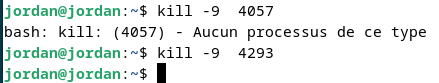 jordan@jordan:~$ kill -9  4057
bash: kill: (4057) - Aucun processus de ce type
jordan@jordan:~$ kill -9  4293
jordan@jordan:~$